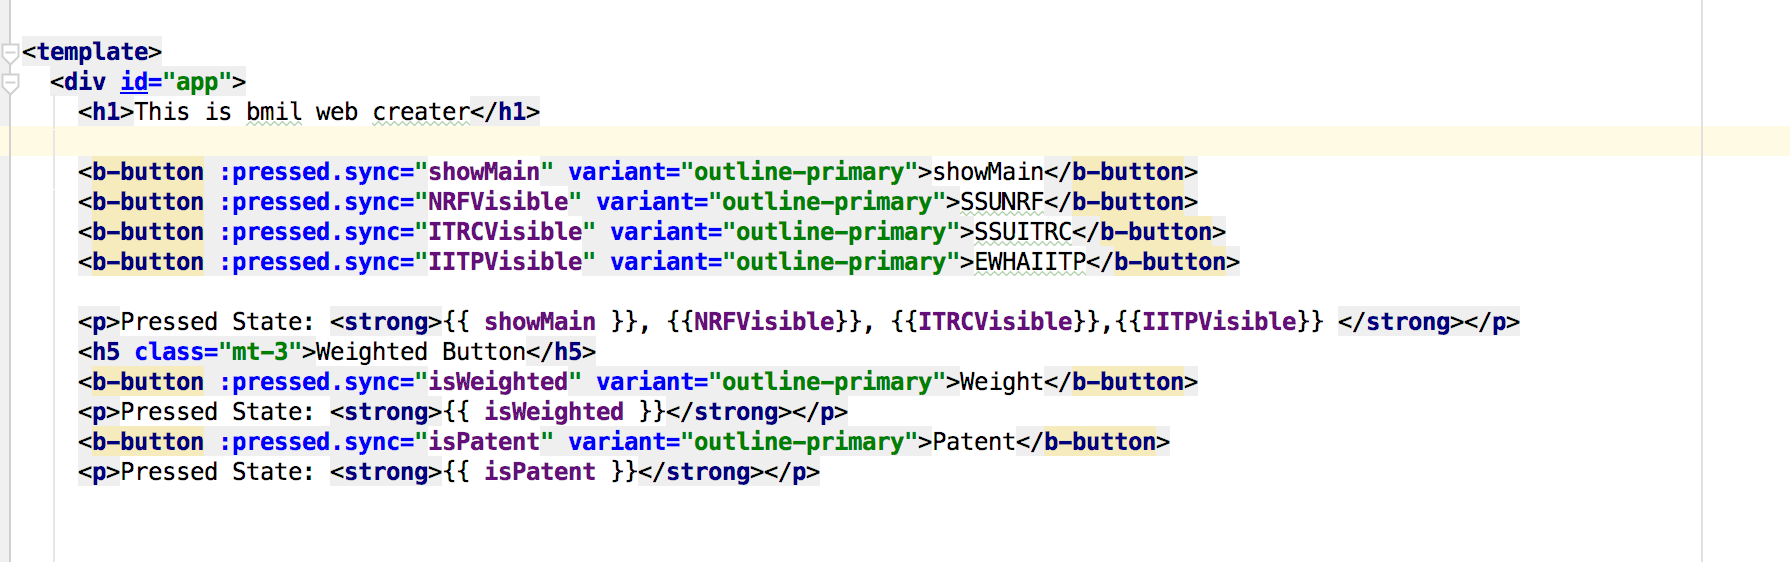 <template>
<div id="app">
<h1>This is bmil web creater</h1>
<b-button :pressed.sync="showMain" variant="outline-primary">showMain</b-button>
<b-button :pressed.sync="NRFVisible" variant="outline-primary">SSUNRF</b-button>
<b-button :pressed.sync="ITRCVisible" variant="outline-primary">SSUITRC</b-button>
<b-button :pressed.sync="IITPVisible" variant="outline-primary">EWHAIITP</b-button>
<p>Pressed State: <strong>{{ showMain }}, {{NRFVisible}}, {{ITRCVisible}},{{IITPVisible}} </strong></p>
<h5 class="mt-3">Weighted Button</h5>
<b-button :pressed.sync="isWeighted" variant="outline-primary">Weight</b-button>
<p>Pressed State: <strong>{{ isWeighted }}</strong></p>
<b-button :pressed.sync="isPatent" variant="outline-primary">Patent</b-button>
<p>Pressed State: <strong>{{ isPatent }}</strong></p>